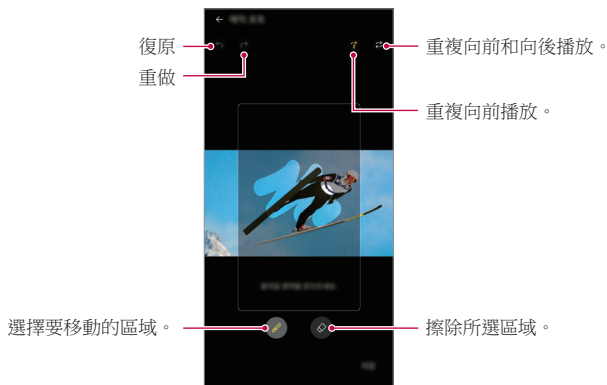 復原
重做
重複向前和向後播放。
重複向前播放。
選擇要移動的區域。
擦除所選區域。